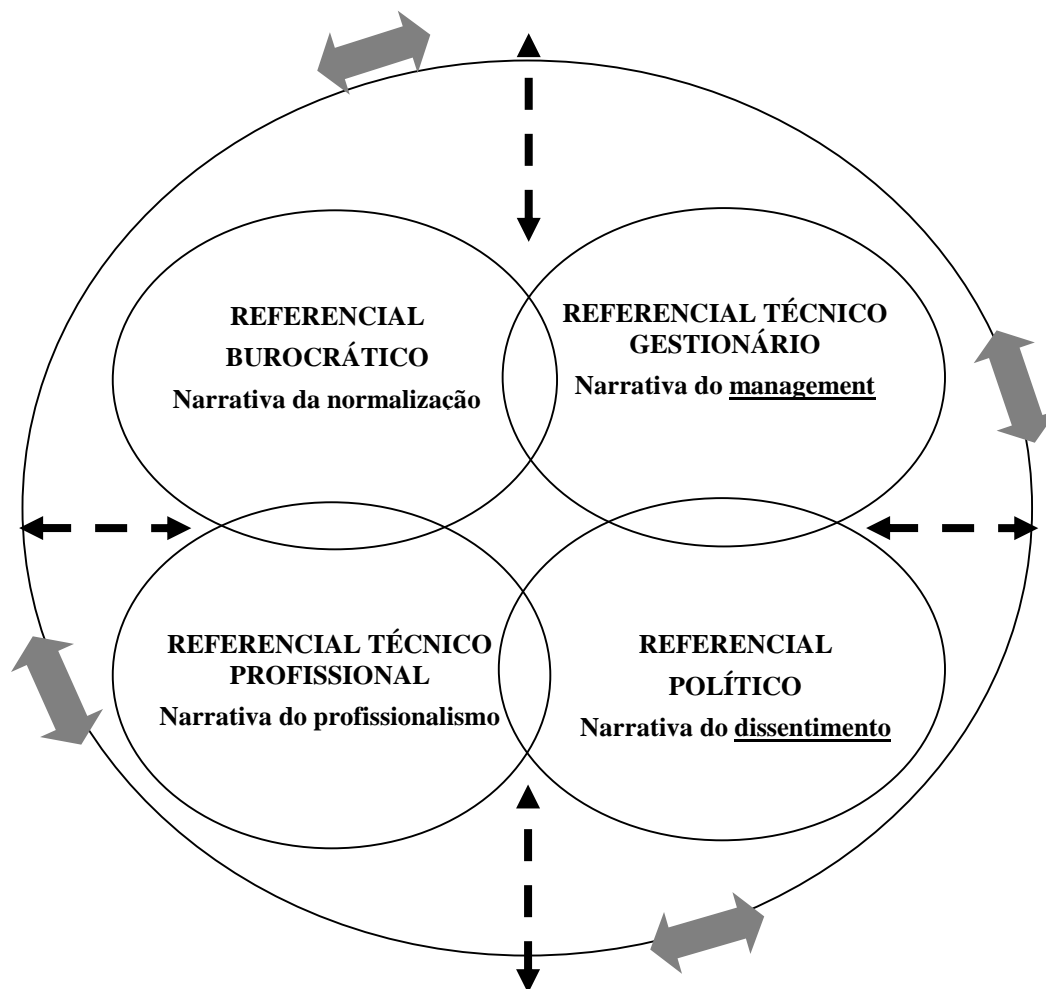 REFERENCIAL
BUROCRÁTICO
Narrativa da normalização
REFERENCIAL TÉCNICO
GESTIONÁRIO
Narrativa do management
REFERENCIAL TÉCNICO
PROFISSIONAL
Narrativa do profissionalismo
REFERENCIAL
POLÍTICO
Narrativa do dissentimento